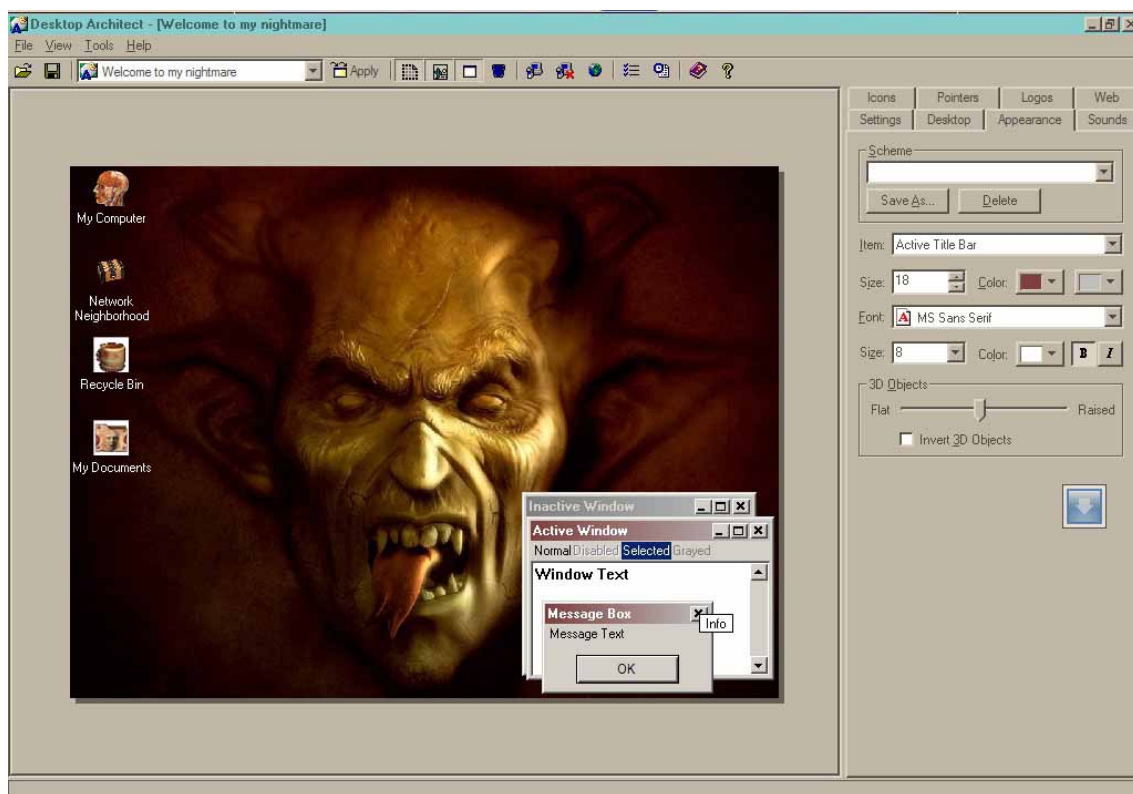 Desktop Architect - [Welcome to my nightmare]
File View Tools Help
Welcome to my nightmare Apply
Icons Pointers Logos Web
Settings Desktop Appearance Sounds
Scheme
Save As... Delete
Item: Active Title Bar
Size: 18 Color:
Font: MS Sans Serif
Size: 8 Color: B I
3D Objects
Flat Raised
Invert 3D Objects
My Computer
Network
Neighborhood
Recycle Bin
My Documents
Inactive Window
Active Window
Normal Disabled Selected Grayed
Window Text
Message Box
Info
Message Text
OK